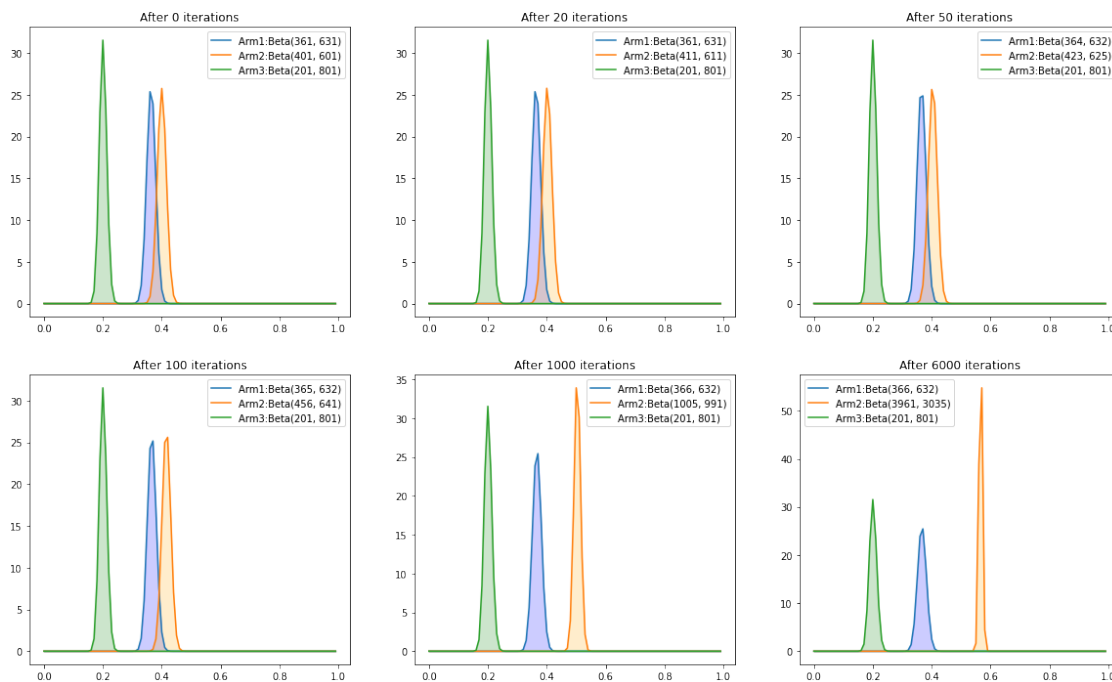 After 0 iterations
Arm1:Beta(361, 631)
Arm2:Beta(401, 601)
Arm3:Beta(201, 801)
30
25
20
15
10
5
0
0.0 0.2 0.4 0.6 0.8 1.0
After 20 iterations
Arm1:Beta(361, 631)
Arm2:Beta(411, 611)
Arm3:Beta(201, 801)
30
25
20
15
10
5
0
0.0 0.2 0.4 0.6 0.8 1.0
After 50 iterations
Arm1:Beta(364, 632)
Arm2:Beta(423, 625)
Arm3:Beta(201, 801)
30
25
20
15
10
5
0
0.0 0.2 0.4 0.6 0.8 1.0
After 100 iterations
Arm1:Beta(365, 632)
Arm2:Beta(456, 641)
Arm3:Beta(201, 801)
30
25
20
15
10
5
0
0.0 0.2 0.4 0.6 0.8 1.0
After 1000 iterations
Arm1:Beta(366, 632)
Arm2:Beta(1005, 991)
Arm3:Beta(201, 801)
35
30
25
20
15
10
5
0
0.0 0.2 0.4 0.6 0.8 1.0
After 6000 iterations
Arm1:Beta(366, 632)
Arm2:Beta(3961, 3035)
Arm3:Beta(201, 801)
50
40
30
20
10
0
0.0 0.2 0.4 0.6 0.8 1.0